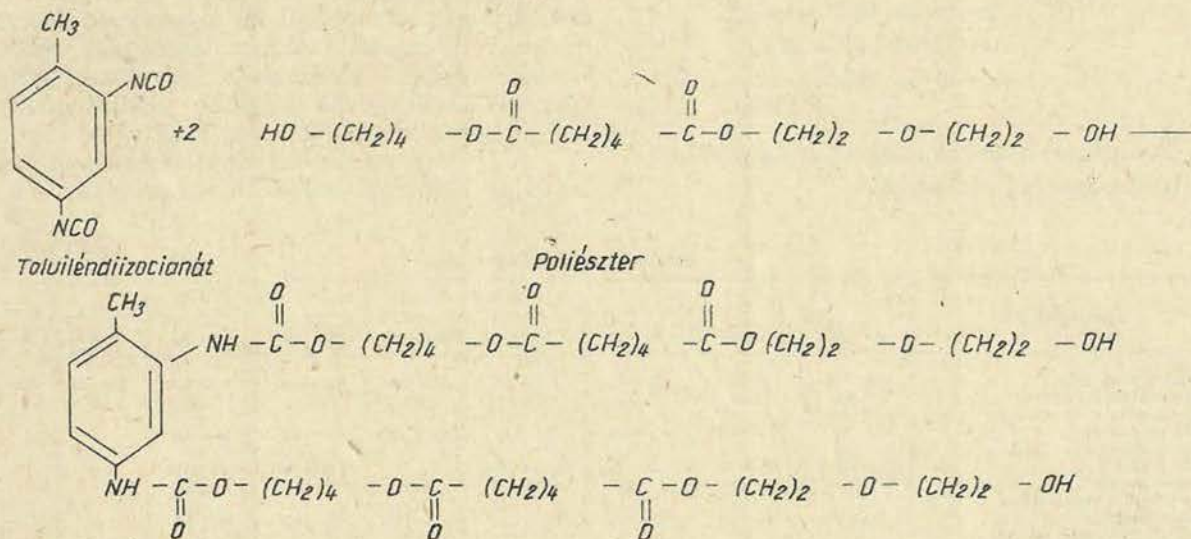 CH₃
NCO
O O
+2 HO – (CH₂)₄ – O – C – (CH₂)₄ – C – O – (CH₂)₂ – O – (CH₂)₂ – OH
NCO
Toluiléndiizocianát Poliészter
O O O
CH₃
NH – C – O – (CH₂)₄ – O – C – (CH₂)₄ – C – O (CH₂)₂ – O – (CH₂)₂ – OH
NH – C – O – (CH₂)₄ – O – C – (CH₂)₄ – C – O – (CH₂)₂ – O – (CH₂)₂ – OH
O O O